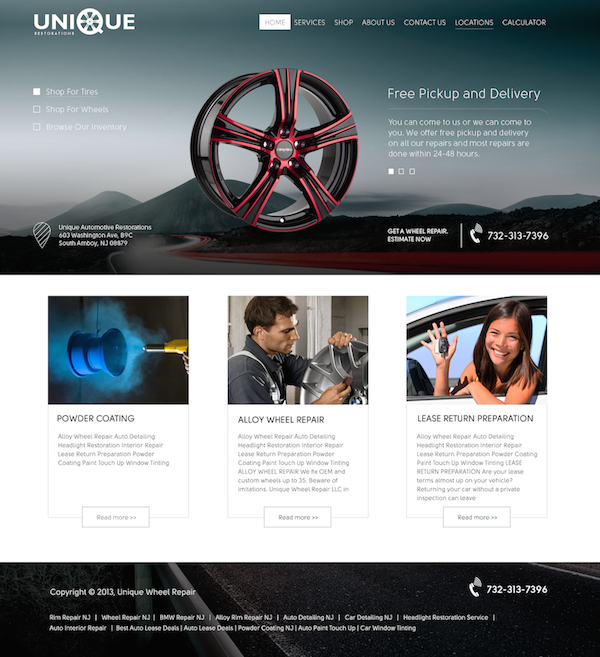 UNIQUE
RESTORATIONS
HOME SERVICES SHOP ABOUT US CONTACT US LOCATIONS CALCULATOR
Shop For Tires
Shop For Wheels
Browse Our Inventory
Free Pickup and Delivery
You can come to us or we can come to
you. We offer free pickup and delivery
on all our repairs and most repairs are
done within 24-48 hours.
Unique Automotive Restorations
603 Washington Ave, B9C
South Amboy, NJ 08879
GET A WHEEL REPAIR.
ESTIMATE NOW
732-313-7396
POWDER COATING
Alloy Wheel Repair Auto Detailing
Headlight Restoration Interior Repair
Lease Return Preparation Powder
Coating Paint Touch Up Window Tinting
Read more >>
ALLOY WHEEL REPAIR
Alloy Wheel Repair Auto Detailing
Headlight Restoration Interior Repair
Lease Return Preparation Powder
Coating Paint Touch Up Window Tinting
ALLOY WHEEL REPAIR We fix OEM and
custom wheels up to 35. Beware of
imitations. Unique Wheel Repair LLC in
Read more >>
LEASE RETURN PREPARATION
Alloy Wheel Repair Auto Detailing
Headlight Restoration Interior Repair
Lease Return Preparation Powder
Coating Paint Touch Up Window Tinting LEASE
RETURN PREPARATION Are your lease
terms almost up on your vehicle?
Returning your car without a private
inspection can leave
Read more >>
Copyright © 2013, Unique Wheel Repair
732-313-7396
Rim Repair NJ | Wheel Repair NJ | BMW Repair NJ | Alloy Rim Repair NJ | Auto Detailing NJ | Car Detailing NJ | Headlight Restoration Service |
Auto Interior Repair | Best Auto Lease Deals | Auto Lease Deals | Powder Coating NJ | Auto Paint Touch Up | Car Window Tinting